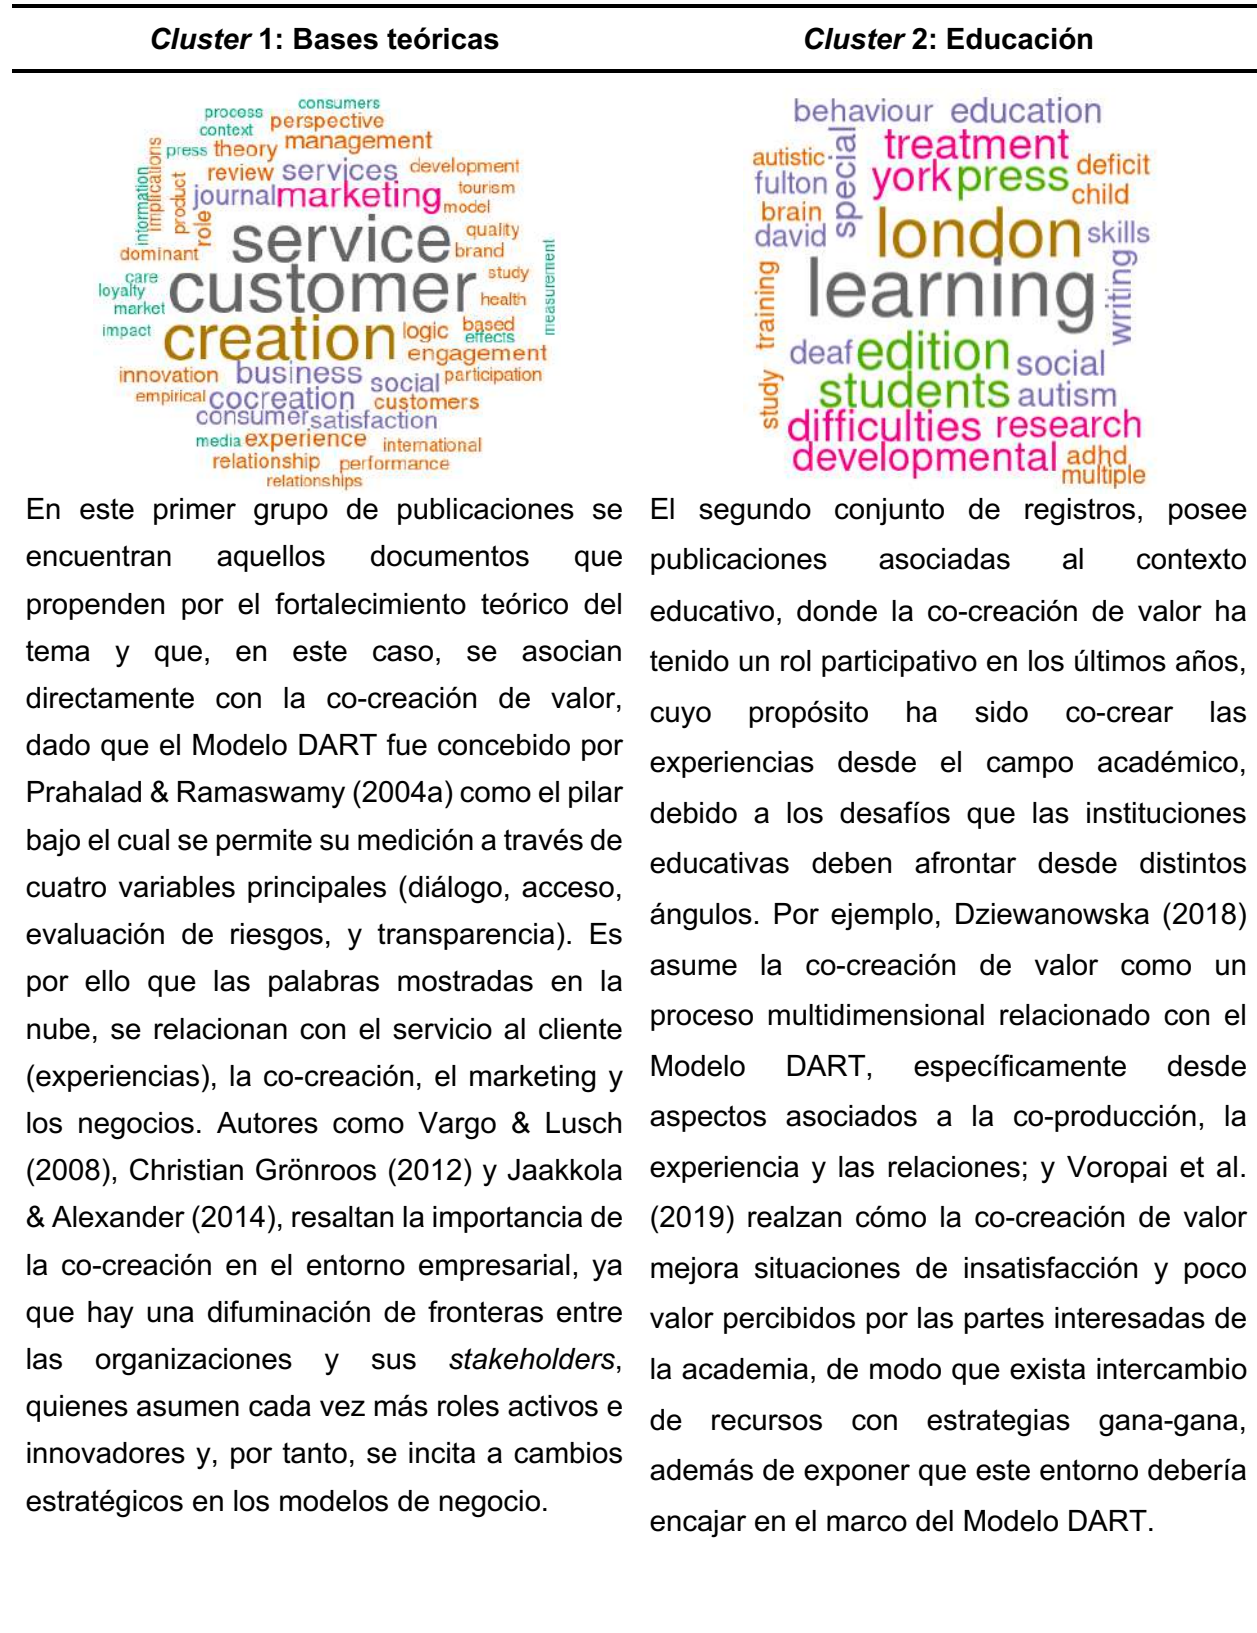 Cluster 1: Bases teóricas
consumers
process
perspective
context
press theory management
review services development
journal marketing tourism
model
information
implications
product
role
service quality
brand
dominant
customer study
care
loyalty
market
health
measurement
impact
creation logic based
effects
engagement
innovation business social participation
empirical cocreation customers
consumer satisfaction
media experience international
relationship performance
relationships
En este primer grupo de publicaciones se
encuentran aquellos documentos que
propenden por el fortalecimiento teórico del
tema y que, en este caso, se asocian
directamente con la co-creación de valor,
dado que el Modelo DART fue concebido por
Prahalad & Ramaswamy (2004a) como el pilar
bajo el cual se permite su medición a través de
cuatro variables principales (diálogo, acceso,
evaluación de riesgos, y transparencia). Es
por ello que las palabras mostradas en la
nube, se relacionan con el servicio al cliente
(experiencias), la co-creación, el marketing y
los negocios. Autores como Vargo & Lusch
(2008), Christian Grönroos (2012) y Jaakkola
& Alexander (2014), resaltan la importancia de
la co-creación en el entorno empresarial, ya
que hay una difuminación de fronteras entre
las organizaciones y sus stakeholders,
quienes asumen cada vez más roles activos e
innovadores y, por tanto, se incita a cambios
estratégicos en los modelos de negocio.
Cluster 2: Educación
behaviour education
treatment
autistic special deficit
fulton york press child
brain
david london skills
training learning writing
deaf edition social
study students autism
difficulties research
developmental adhd
multiple
El segundo conjunto de registros, posee
publicaciones asociadas al contexto
educativo, donde la co-creación de valor ha
tenido un rol participativo en los últimos años,
cuyo propósito ha sido co-crear las
experiencias desde el campo académico,
debido a los desafíos que las instituciones
educativas deben afrontar desde distintos
ángulos. Por ejemplo, Dziewanowska (2018)
asume la co-creación de valor como un
proceso multidimensional relacionado con el
Modelo DART, específicamente desde
aspectos asociados a la co-producción, la
experiencia y las relaciones; y Voropai et al.
(2019) realzan cómo la co-creación de valor
mejora situaciones de insatisfacción y poco
valor percibidos por las partes interesadas de
la academia, de modo que exista intercambio
de recursos con estrategias gana-gana,
además de exponer que este entorno debería
encajar en el marco del Modelo DART.